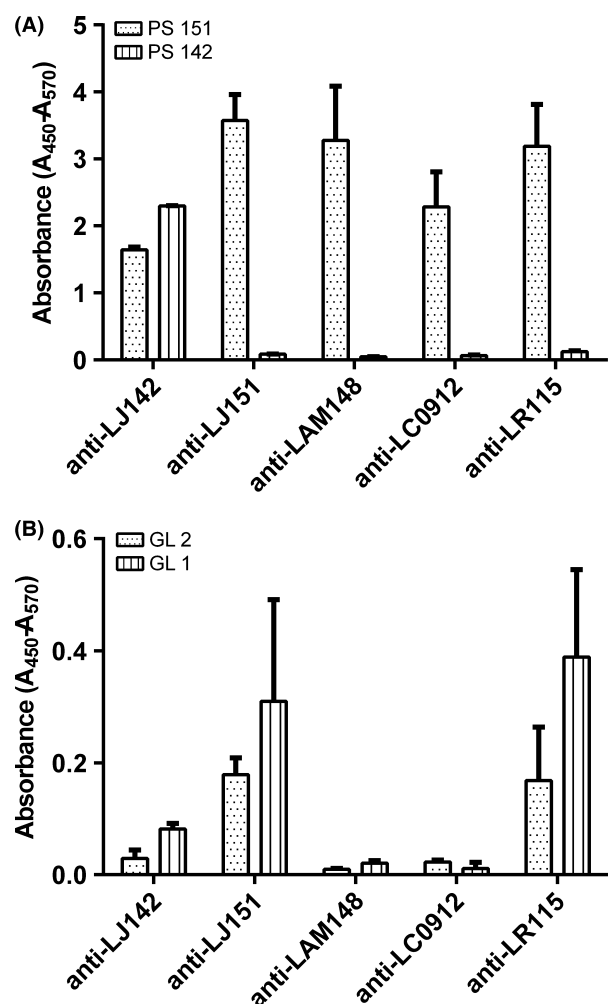 (A)
PS 151
PS 142
Absorbance (A450-A570)
5
4
3
2
1
0
anti-LJ142
anti-LJ151
anti-LAM148
anti-LC0912
anti-LR115
(B)
GL 2
GL 1
Absorbance (A450-A570)
0.6
0.4
0.2
0.0
anti-LJ142
anti-LJ151
anti-LAM148
anti-LC0912
anti-LR115